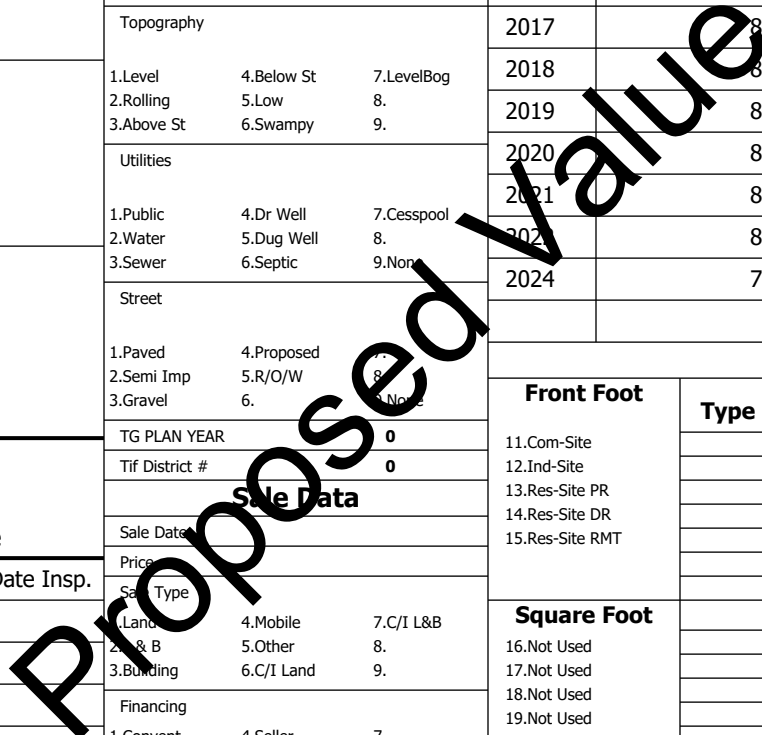 Topography
1.Level 4.Below St 7.LevelBog
2.Rolling 5.Low 8.
3.Above St 6.Swampy 9.
Utilities
1.Public 4.Dr Well 7.Cesspool
2.Water 5.Dug Well 8.
3.Sewer 6.Septic 9.None
Street
1.Paved 4.Proposed 7.
2.Semi Imp 5.R/O/W 8.
3.Gravel 6. 9.None
TG PLAN YEAR 0
Tif District # 0
Sale Data
Sale Date
Price
Sale Type
1.Land 4.Mobile 7.C/I L&B
2.L & B 5.Other 8.
3.Building 6.C/I Land 9.
Financing
1.Convent 4.Seller 7.
Date Insp.
2017 8
2018 8
2019 8
2020 8
2021 8
8
2024 7
Front Foot
Type
11.Com-Site
12.Ind-Site
13.Res-Site PR
14.Res-Site DR
15.Res-Site RMT
Square Foot
16.Not Used
17.Not Used
18.Not Used
19.Not Used
Proposed Value